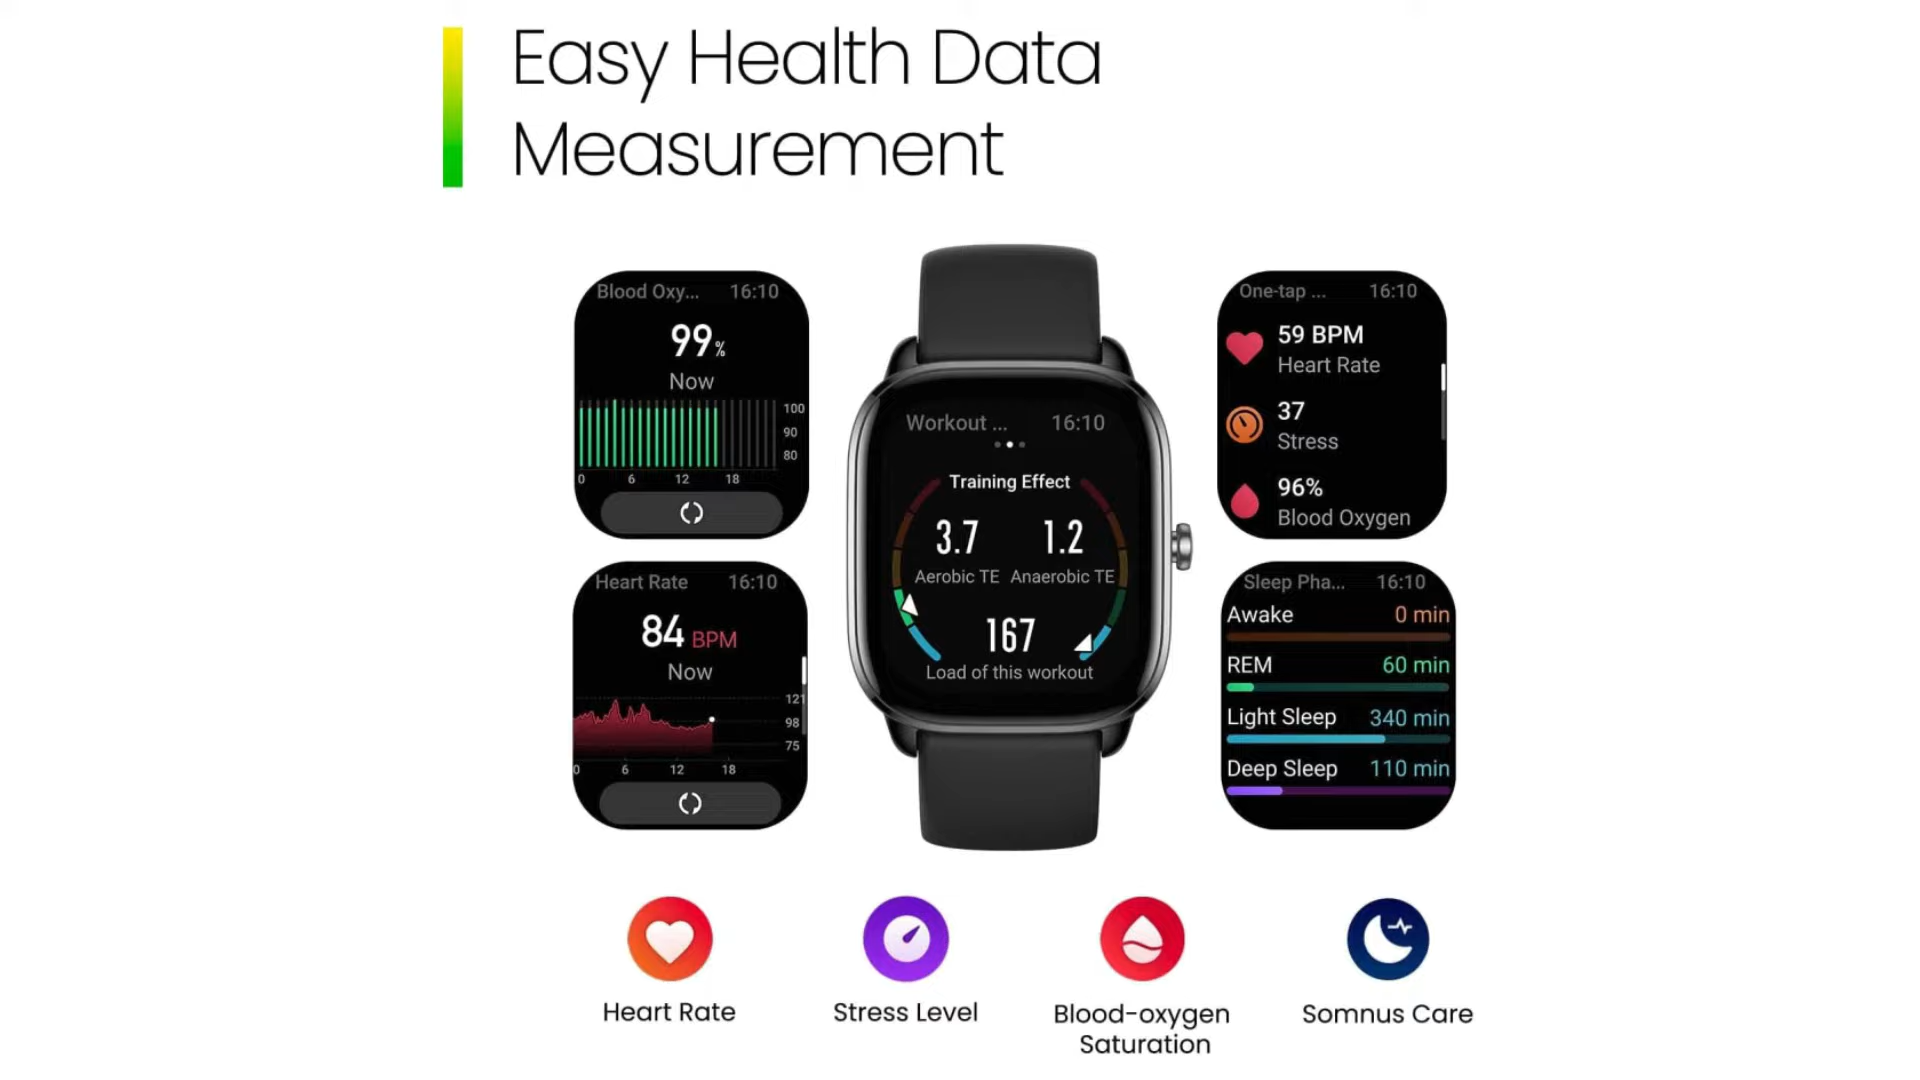 Easy Health Data
Measurement
Blood Oxy... 16:10
99%
Now
100
90
80
0 6 12 18
Heart Rate 16:10
84 BPM
Now
121
98
75
0 6 12 18
Workout ... 16:10
Training Effect
3.7 1.2
Aerobic TE Anaerobic TE
167
Load of this workout
One-tap ... 16:10
59 BPM
Heart Rate
37
Stress
96%
Blood Oxygen
Sleep Pha... 16:10
Awake 0 min
REM 60 min
Light Sleep 340 min
Deep Sleep 110 min
Heart Rate
Stress Level
Blood-oxygen
Saturation
Somnus Care